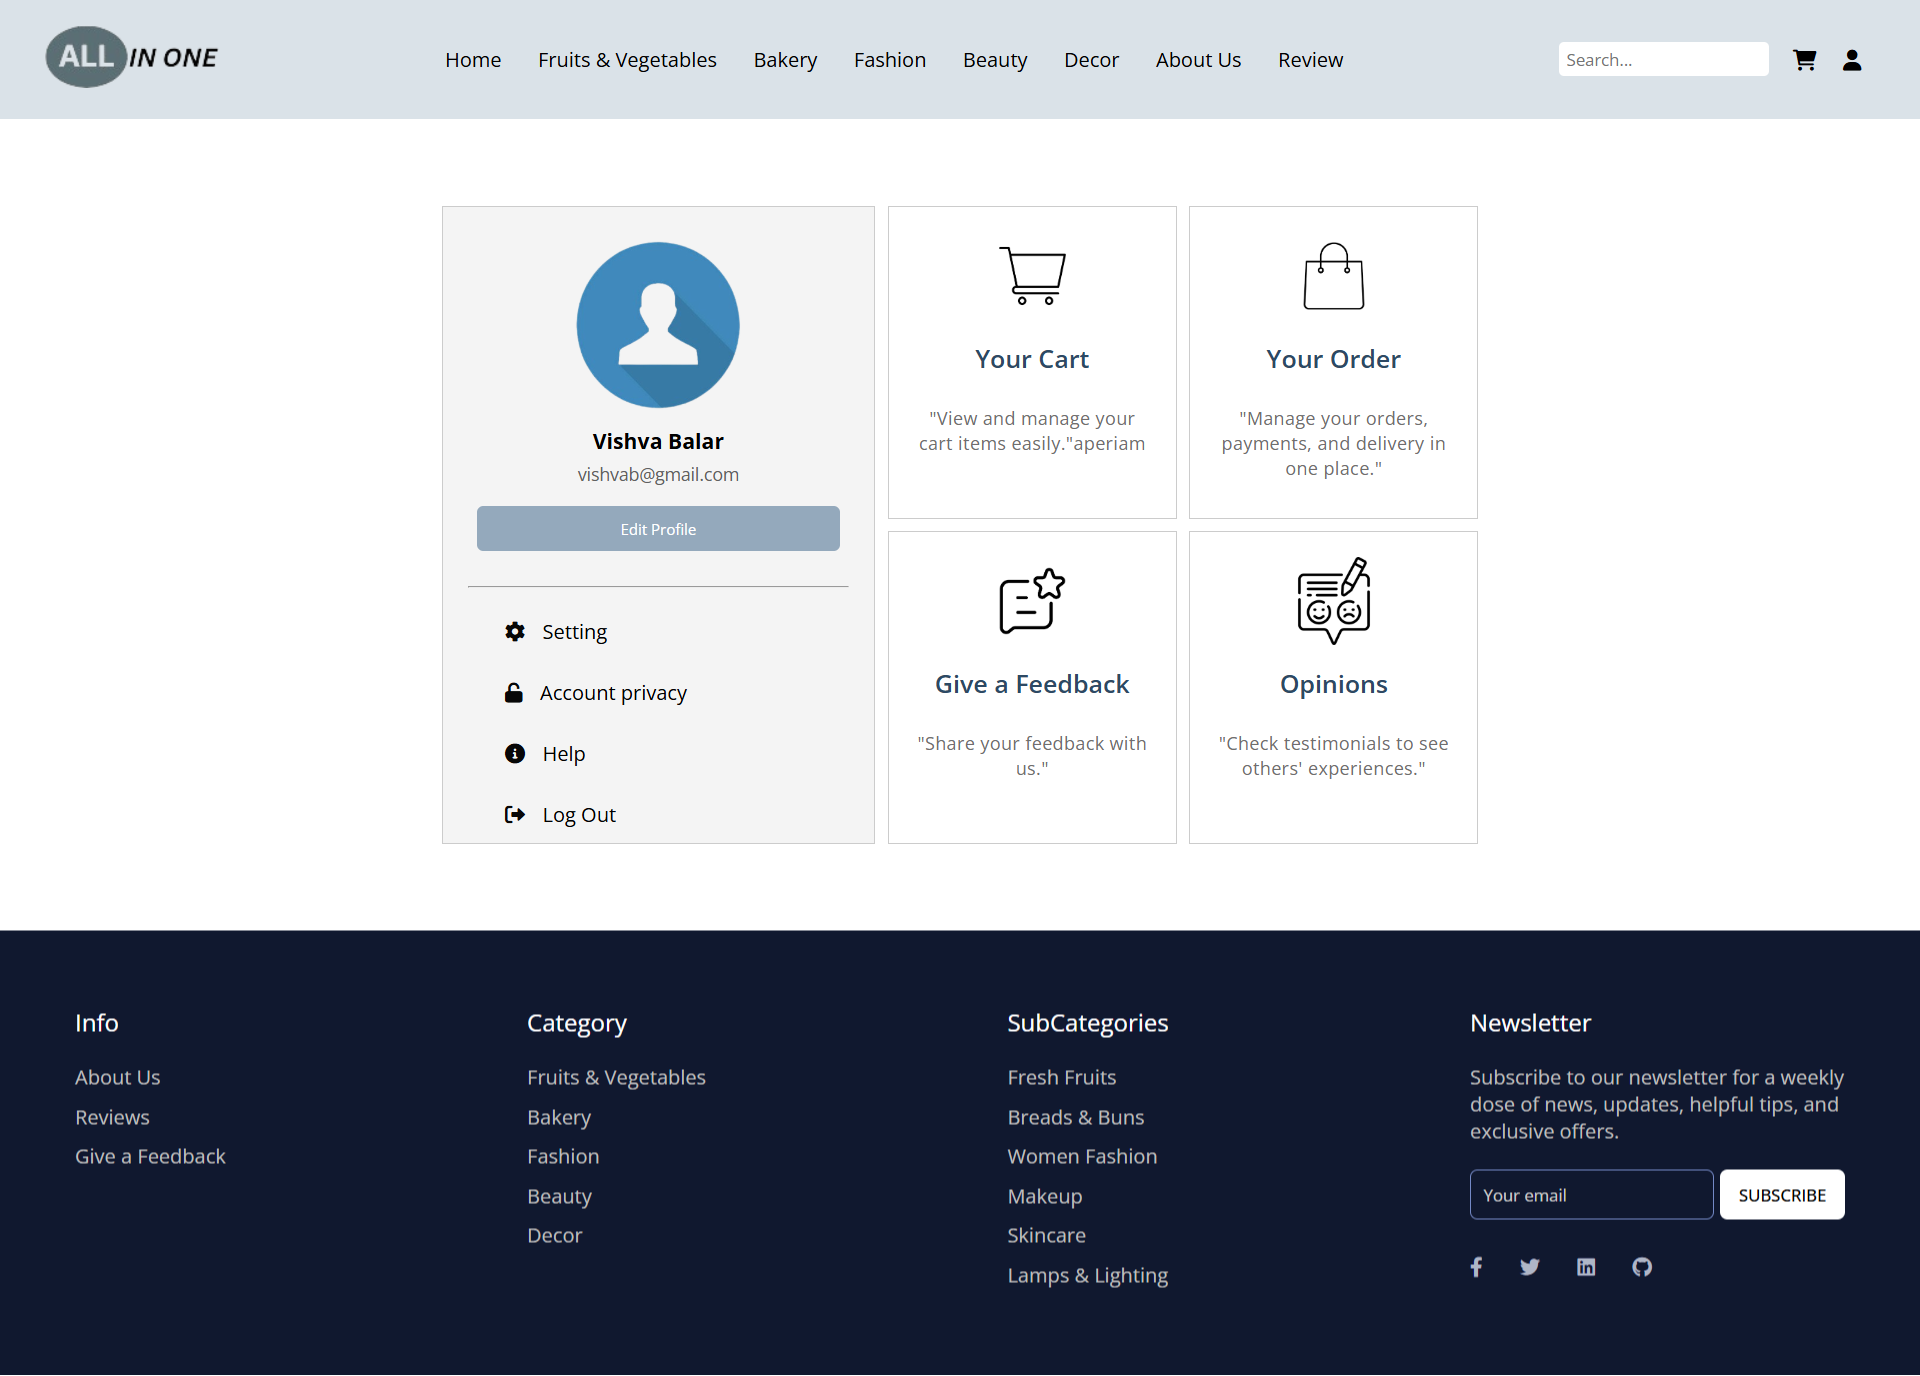 ALL IN ONE
Home Fruits & Vegetables Bakery Fashion Beauty Decor About Us Review
Search...
Vishva Balar
vishvab@gmail.com
Edit Profile
Setting
Account privacy
Help
Log Out
Your Cart
"View and manage your
cart items easily."aperiam
Your Order
"Manage your orders,
payments, and delivery in
one place."
Give a Feedback
"Share your feedback with
us."
Opinions
"Check testimonials to see
others' experiences."
Info
About Us
Reviews
Give a Feedback
Category
Fruits & Vegetables
Bakery
Fashion
Beauty
Decor
SubCategories
Fresh Fruits
Breads & Buns
Women Fashion
Makeup
Skincare
Lamps & Lighting
Newsletter
Subscribe to our newsletter for a weekly
dose of news, updates, helpful tips, and
exclusive offers.
Your email
SUBSCRIBE